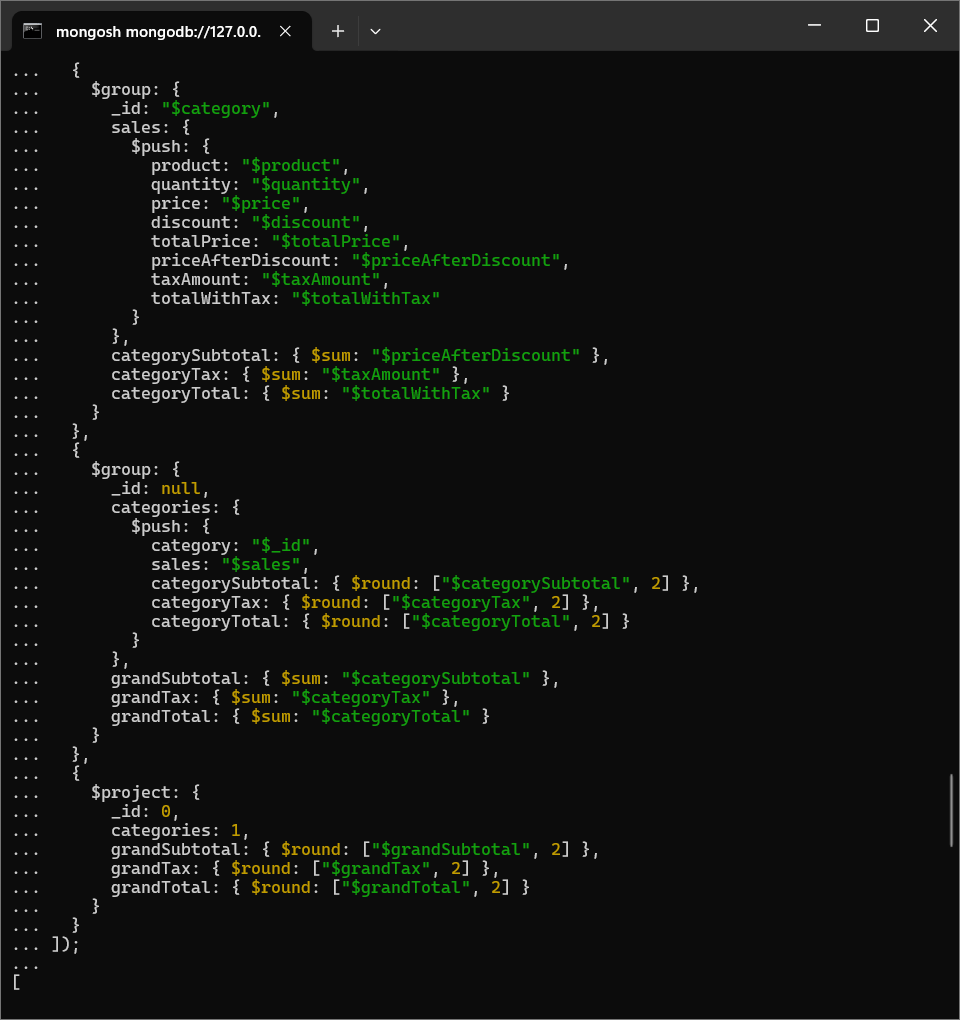 mongosh mongodb://127.0.0.
...   {
...     $group: {
...       _id: "$category",
...       sales: {
...         $push: {
...           product: "$product",
...           quantity: "$quantity",
...           price: "$price",
...           discount: "$discount",
...           totalPrice: "$totalPrice",
...           priceAfterDiscount: "$priceAfterDiscount",
...           taxAmount: "$taxAmount",
...           totalWithTax: "$totalWithTax"
...         }
...       },
...       categorySubtotal: { $sum: "$priceAfterDiscount" },
...       categoryTax: { $sum: "$taxAmount" },
...       categoryTotal: { $sum: "$totalWithTax" }
...     }
...   },
...   {
...     $group: {
...       _id: null,
...       categories: {
...         $push: {
...           category: "$_id",
...           sales: "$sales",
...           categorySubtotal: { $round: ["$categorySubtotal", 2] },
...           categoryTax: { $round: ["$categoryTax", 2] },
...           categoryTotal: { $round: ["$categoryTotal", 2] }
...         }
...       },
...       grandSubtotal: { $sum: "$categorySubtotal" },
...       grandTax: { $sum: "$categoryTax" },
...       grandTotal: { $sum: "$categoryTotal" }
...     }
...   },
...   {
...     $project: {
...       _id: 0,
...       categories: 1,
...       grandSubtotal: { $round: ["$grandSubtotal", 2] },
...       grandTax: { $round: ["$grandTax", 2] },
...       grandTotal: { $round: ["$grandTotal", 2] }
...     }
...   }
... ]);
...
[